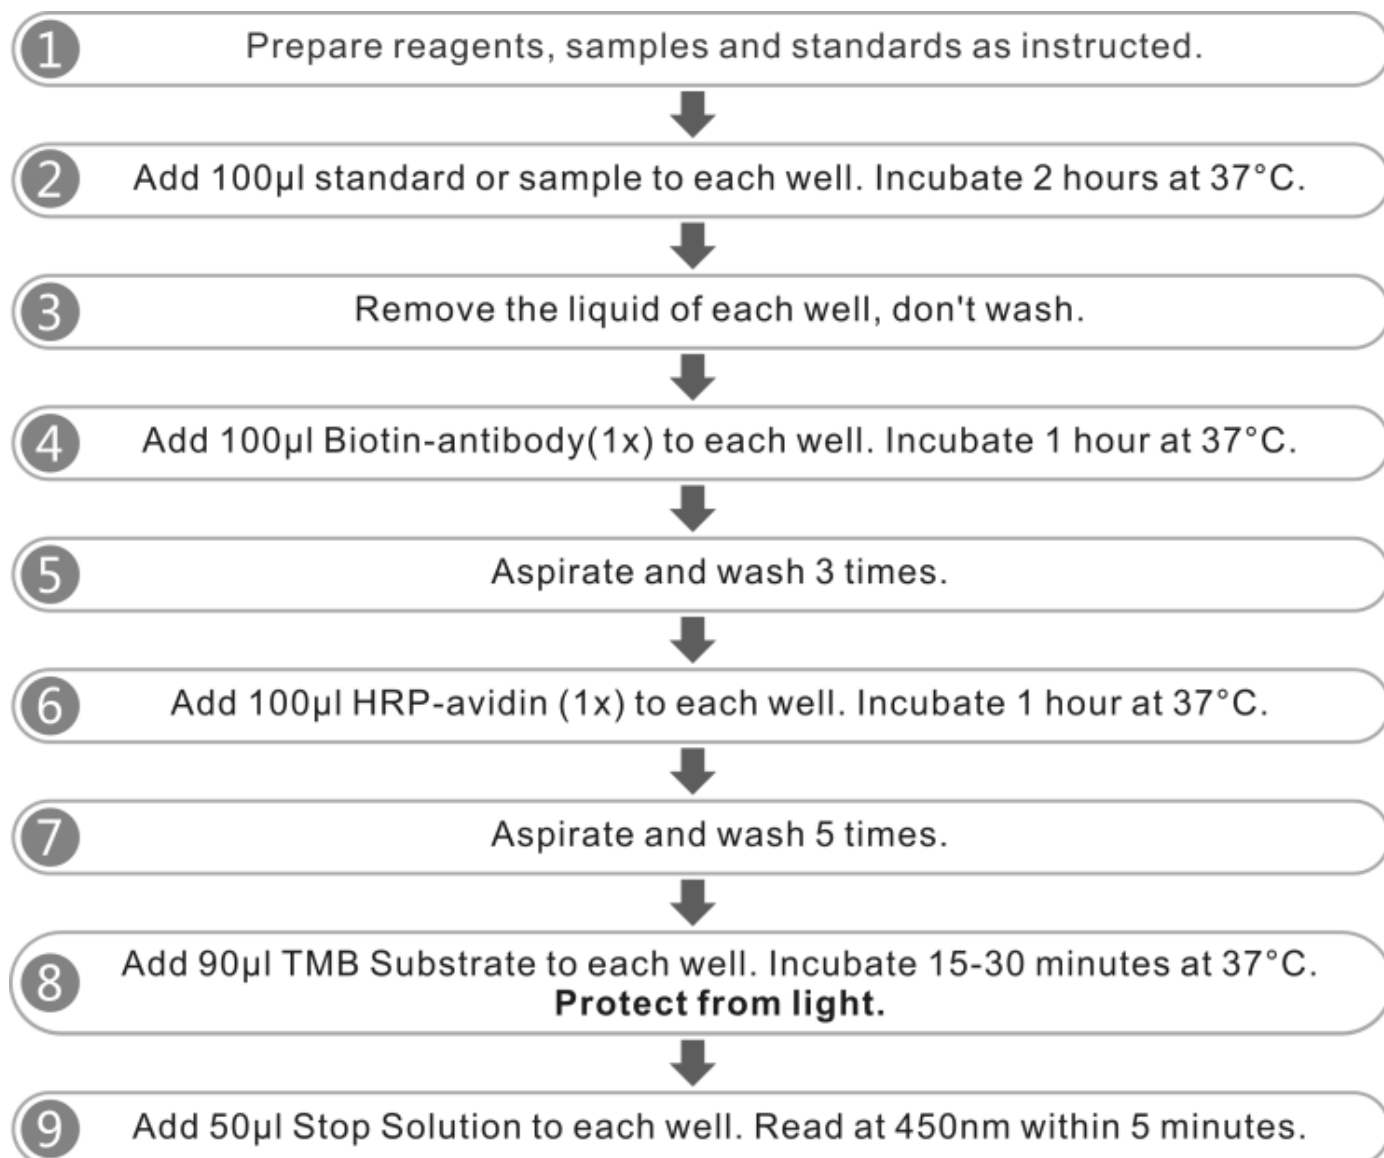 1 Prepare reagents, samples and standards as instructed.
2 Add 100µl standard or sample to each well. Incubate 2 hours at 37°C.
3 Remove the liquid of each well, don't wash.
4 Add 100µl Biotin-antibody(1x) to each well. Incubate 1 hour at 37°C.
5 Aspirate and wash 3 times.
6 Add 100µl HRP-avidin (1x) to each well. Incubate 1 hour at 37°C.
7 Aspirate and wash 5 times.
8 Add 90µl TMB Substrate to each well. Incubate 15-30 minutes at 37°C.
Protect from light.
9 Add 50µl Stop Solution to each well. Read at 450nm within 5 minutes.